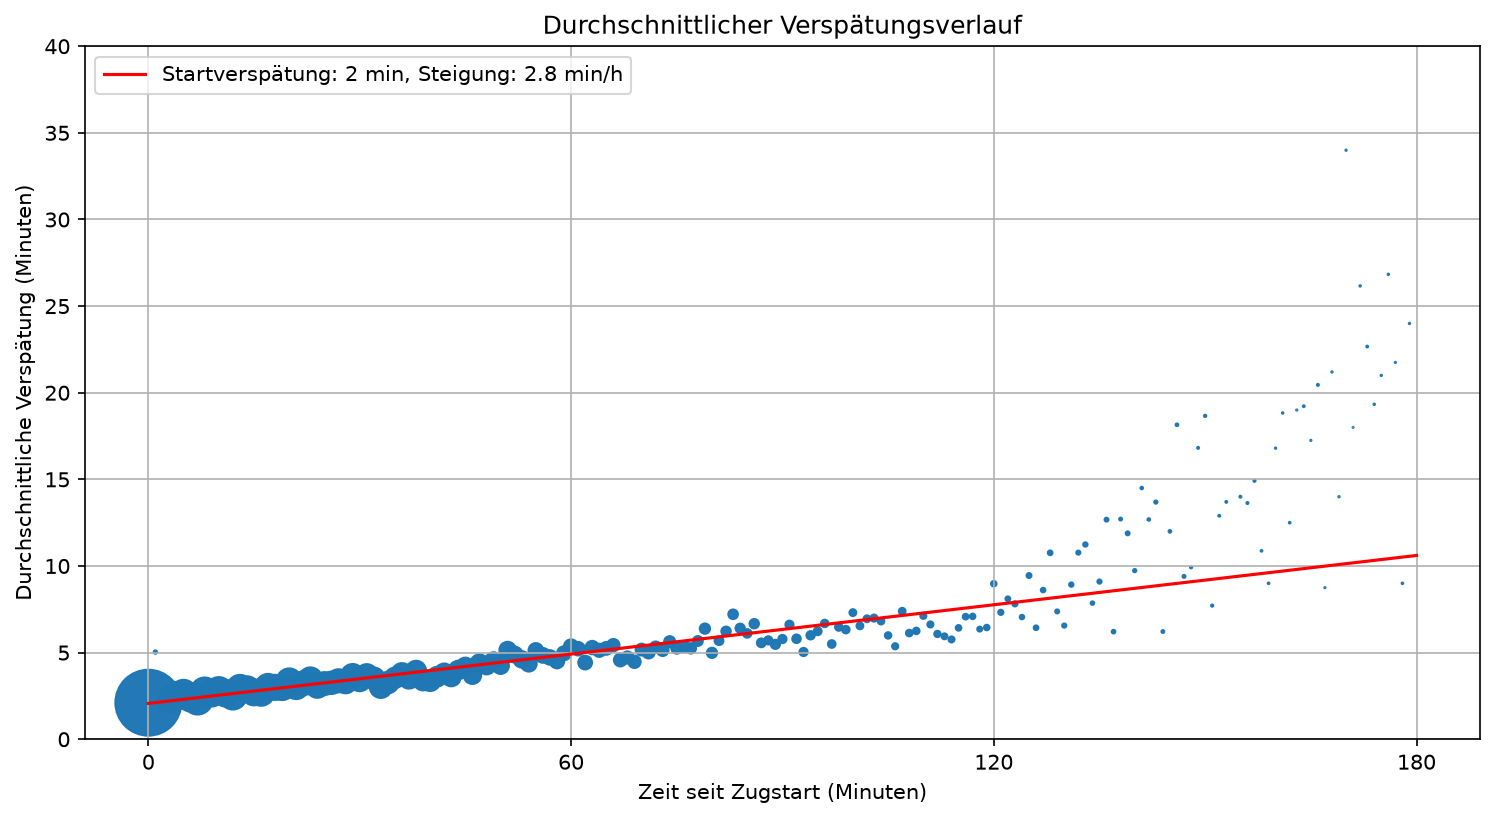 Durchschnittlicher Verspätungsverlauf
Startverspätung: 2 min, Steigung: 2.8 min/h
Durchschnittliche Verspätung (Minuten)
40
35
30
25
20
15
10
5
0
0 60 120 180
Zeit seit Zugstart (Minuten)